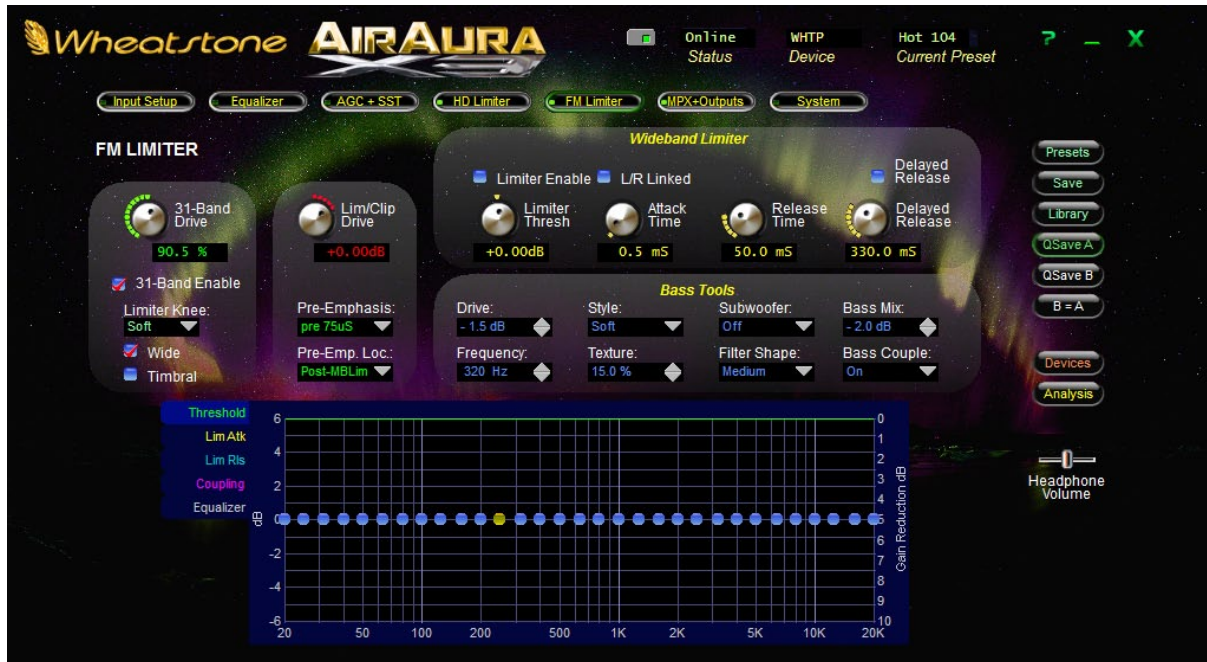 Wheatstone AIRAURA X3
Online WHTP Hot 104 ? _ X
Status Device Current Preset
Input Setup Equalizer AGC + SST HD Limiter FM Limiter MPX+Outputs System
FM LIMITER
31-Band Drive
90.5 %
31-Band Enable
Limiter Knee:
Soft
Wide
Timbral
Lim/Clip Drive
+0.00dB
Pre-Emphasis:
pre 75uS
Pre-Emp. Loc.:
Post-MBLim
Wideband Limiter
Limiter Enable L/R Linked Delayed Release
Limiter Thresh Attack Time Release Time Delayed Release
+0.00dB 0.5 mS 50.0 mS 330.0 mS
Bass Tools
Drive: Style: Subwoofer: Bass Mix:
- 1.5 dB Soft Off - 2.0 dB
Frequency: Texture: Filter Shape: Bass Couple:
320 Hz 15.0 % Medium On
Presets
Save
Library
QSave A
QSave B
B = A
Devices
Analysis
Headphone
Volume
Threshold
Lim Atk
Lim Rls
Coupling
Equalizer
dB
6
4
2
0
-2
-4
-6
20 50 100 200 500 1K 2K 5K 10K 20K
0
1
2
3
4
5
6
7
8
9
10
Gain Reduction dB